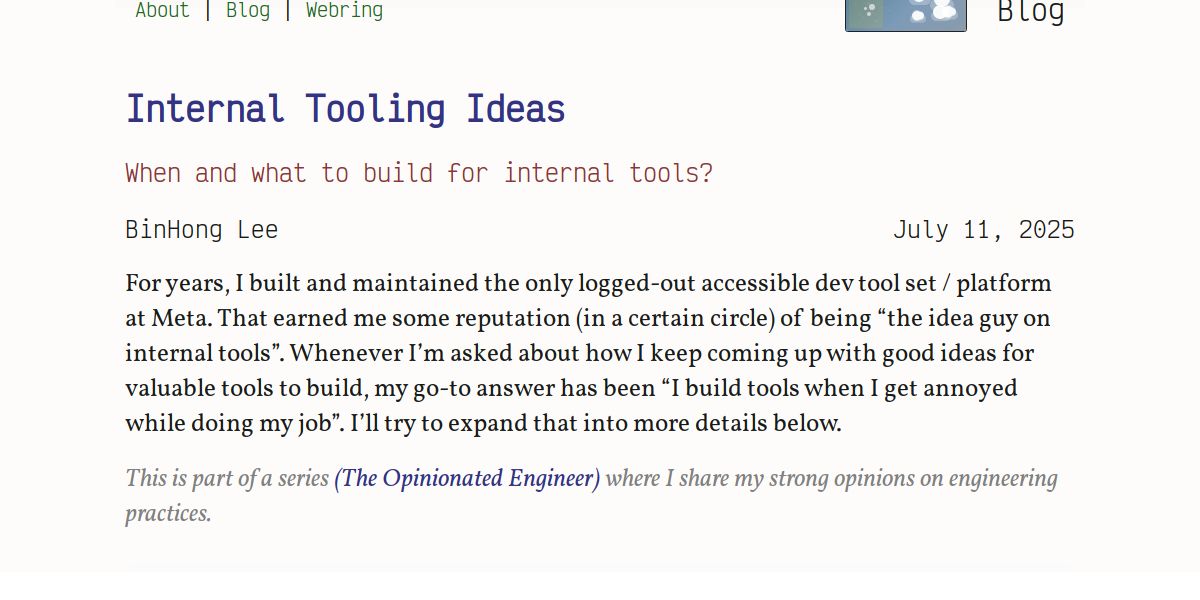 About | Blog | Webring
Blog
Internal Tooling Ideas
When and what to build for internal tools?
BinHong Lee
July 11, 2025
For years, I built and maintained the only logged-out accessible dev tool set / platform
at Meta. That earned me some reputation (in a certain circle) of being “the idea guy on
internal tools”. Whenever I’m asked about how I keep coming up with good ideas for
valuable tools to build, my go-to answer has been “I build tools when I get annoyed
while doing my job”. I’ll try to expand that into more details below.
This is part of a series (The Opinionated Engineer) where I share my strong opinions on engineering
practices.